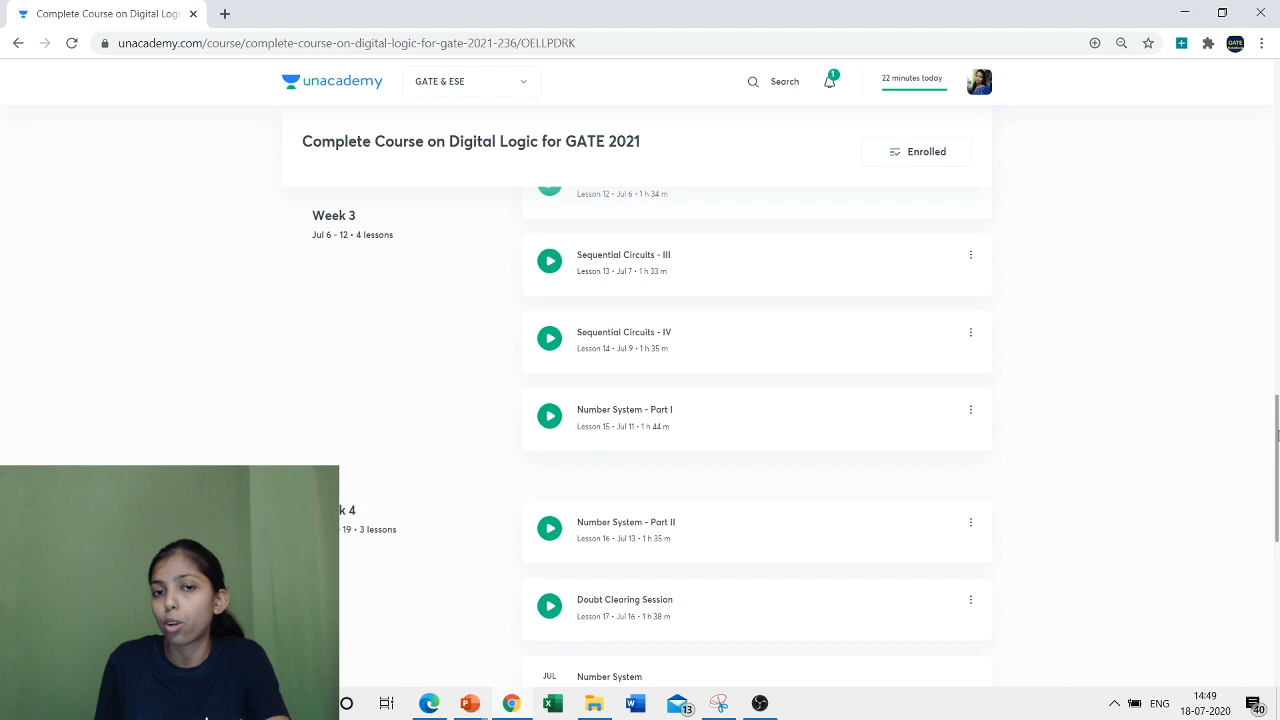 Complete Course on Digital Logi
unacademy.com/course/complete-course-on-digital-logic-for-gate-2021-236/OELLPDRK
GATE
unacademy
GATE & ESE
Search
1
22 minutes today
Complete Course on Digital Logic for GATE 2021
Enrolled
Lesson 12 • Jul 6 • 1 h 34 m
Week 3
Jul 6 - 12 • 4 lessons
Sequential Circuits - III
Lesson 13 • Jul 7 • 1 h 33 m
Sequential Circuits - IV
Lesson 14 • Jul 9 • 1 h 35 m
Number System - Part I
Lesson 15 • Jul 11 • 1 h 44 m
k 4
19 • 3 lessons
Number System - Part II
Lesson 16 • Jul 13 • 1 h 35 m
Doubt Clearing Session
Lesson 17 • Jul 16 • 1 h 38 m
JUL
Number System
13
ENG
14:49
18-07-2020
40